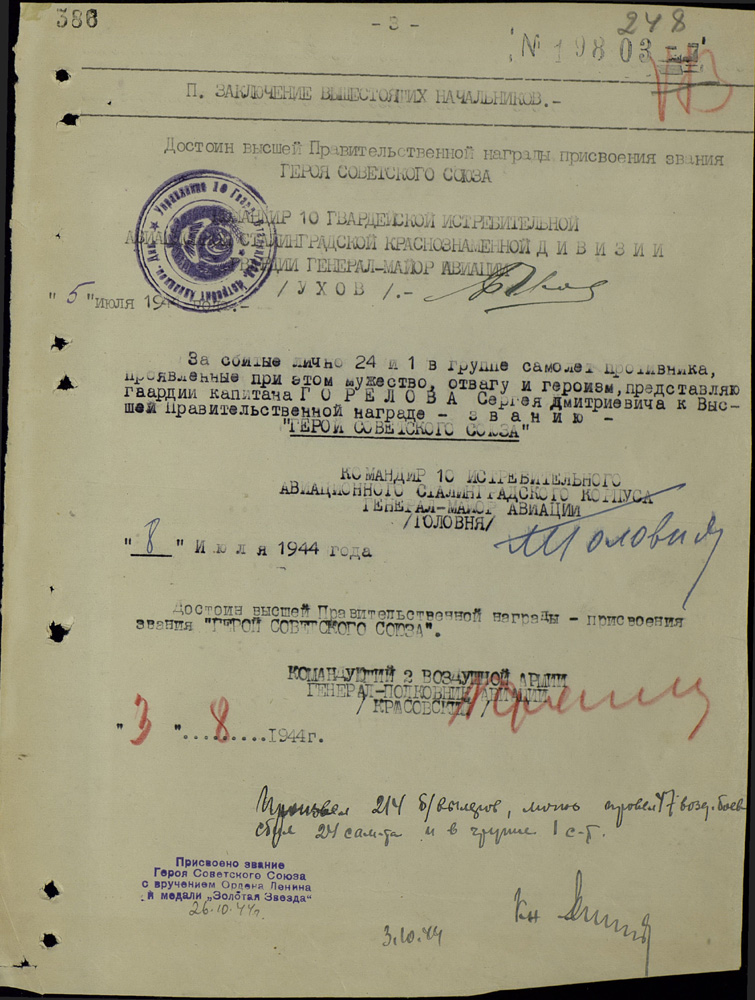 386
- 3 -
248
№ 19803
П. ЗАКЛЮЧЕНИЕ ВЫШЕСТОЯЩИХ НАЧАЛЬНИКОВ.-
Достоин высшей Правительственной награды присвоения звания
ГЕРОЯ СОВЕТСКОГО СОЮЗА
КОМАНДИР 10 ГВАРДЕЙСКОЙ ИСТРЕБИТЕЛЬНОЙ
АВИАЦИОННОЙ СТАЛИНГРАДСКОЙ КРАСНОЗНАМЕННОЙ Д И В И З И И
ГВАРДИИ ГЕНЕРАЛ-МАЙОР АВИАЦИИ
/ У Х О В /.-
"5" июля 1944 года.-
За сбитые лично 24 и 1 в группе самолет противника,
проявленные при этом мужество, отвагу и героизм, представляю
гвардии капитана Г О Р Е Л О В А Сергея Дмитриевича к Выс-
шей Правительственной награде - з в а н и ю -
"ГЕРОЙ СОВЕТСКОГО СОЮЗА"
КОМАНДИР 10 ИСТРЕБИТЕЛЬНОГО
АВИАЦИОННОГО СТАЛИНГРАДСКОГО КОРПУСА
ГЕНЕРАЛ-МАЙОР АВИАЦИИ
/ГОЛОВНЯ/
"8" И ю л я 1944 года
Достоин высшей Правительственной награды - присвоения
звания "ГЕРОЙ СОВЕТСКОГО СОЮЗА".
КОМАНДУЮЩИЙ 2 ВОЗДУШНОЙ АРМИИ
ГЕНЕРАЛ-ПОЛКОВНИК АВИАЦИИ
/ КРАСОВСКИЙ /
"3" 8 .........1944г.
Произвел 214 б/вылетов, провел 47 возд. боев
сбил 24 сам-та и в группе 1 с-т.
Присвоено звание
Героя Советского Союза
с вручением Ордена Ленина
и медали „Золотая Звезда"
26.10.44г.
3.10.44